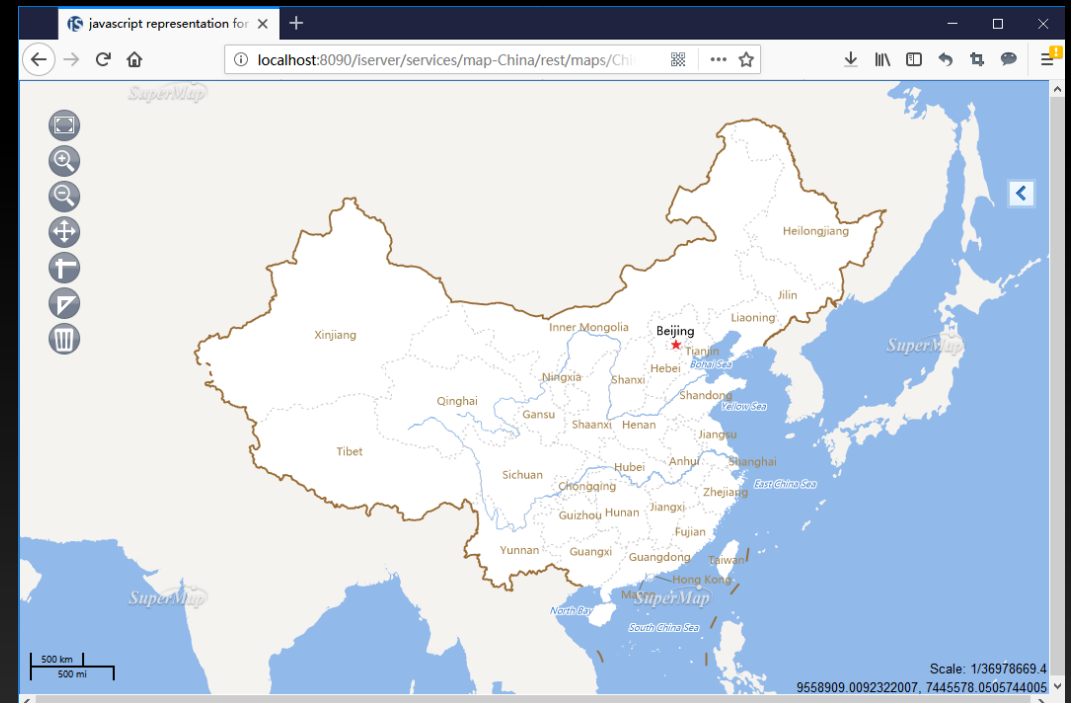 javascript representation for
localhost:8090/iserver/services/map-China/rest/maps/Chi
SuperMap
Heilongjiang
Jilin
Liaoning
Inner Mongolia
Beijing
Xinjiang
SuperMap
Tianjin
Bohai Sea
Hebei
Ningxia
Shanxi
Shandong
Qinghai
Yellow Sea
Gansu
Shaanxi
Henan
Jiangsu
Tibet
Anhui
Shanghai
Hubei
Sichuan
East China Sea
Chongqing
Zhejiang
Guizhou
Hunan
Jiangxi
Fujian
Yunnan
Guangxi
Guangdong
Taiwan
Hong Kong
Macao
SuperMap
SuperMap
North Bay
South China Sea
500 km
500 mi
Scale: 1/36978669.4
9558909.0092322007, 7445578.0505744005